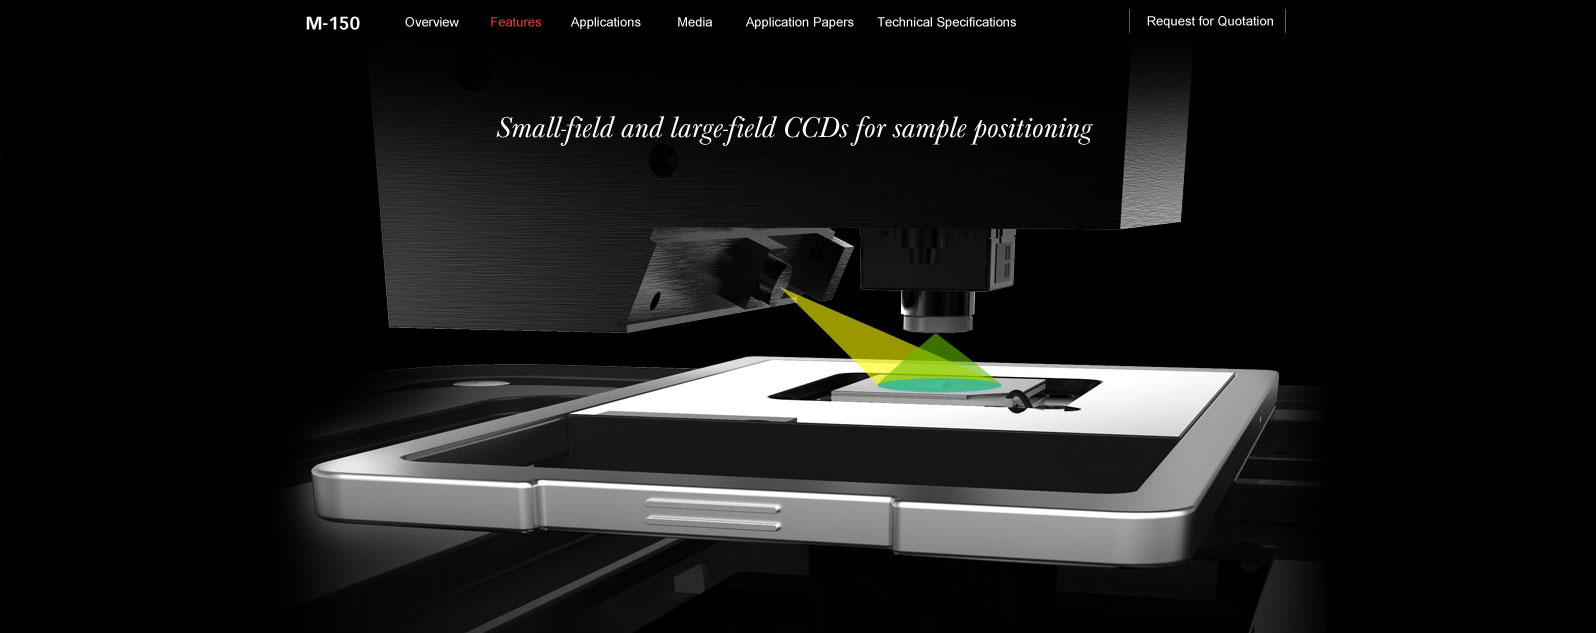 M-150 Overview Features Applications Media Application Papers Technical Specifications Request for Quotation
Small-field and large-field CCDs for sample positioning